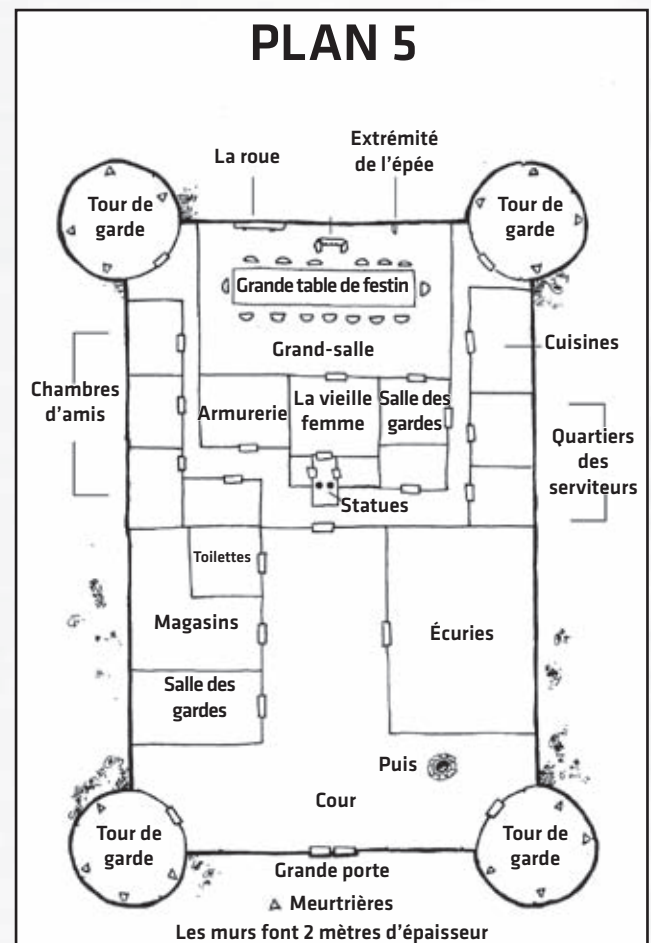 PLAN 5
La roue
Extrémité
de l'épée
Tour de
garde
Tour de
garde
Grande table de festin
Grand-salle
Cuisines
Chambres
d'amis
Armurerie
La vieille
femme
Salle des
gardes
Quartiers
des
serviteurs
Statues
Toilettes
Magasins
Écuries
Salle des
gardes
Puis
Cour
Tour de
garde
Tour de
garde
Grande porte
Meurtrières
Les murs font 2 mètres d'épaisseur